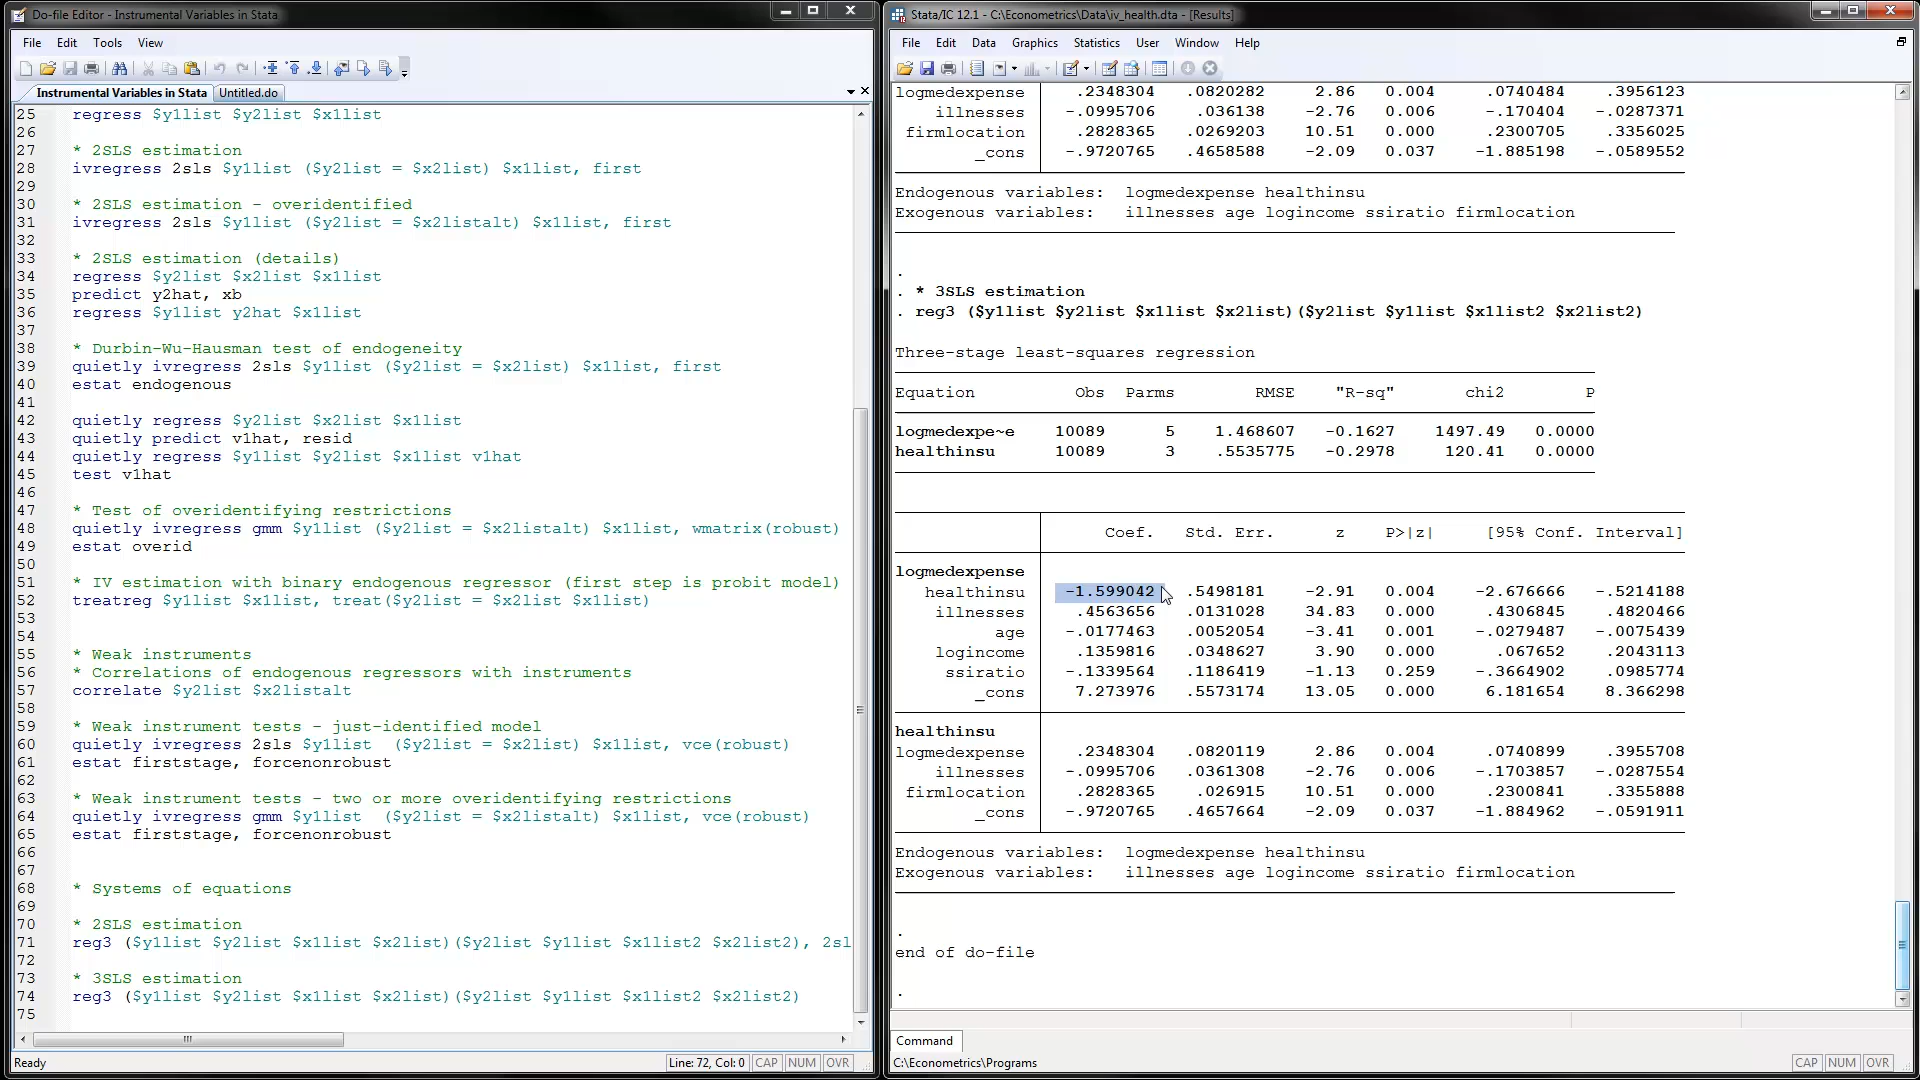 Do-file Editor - Instrumental Variables in Stata
File Edit Tools View
Instrumental Variables in Stata Untitled.do
25 regress $y1list $y2list $x1list
26
27 * 2SLS estimation
28 ivregress 2sls $y1list ($y2list = $x2list) $x1list, first
29
30 * 2SLS estimation - overidentified
31 ivregress 2sls $y1list ($y2list = $x2listalt) $x1list, first
32
33 * 2SLS estimation (details)
34 regress $y2list $x2list $x1list
35 predict y2hat, xb
36 regress $y1list y2hat $x1list
37
38 * Durbin-Wu-Hausman test of endogeneity
39 quietly ivregress 2sls $y1list ($y2list = $x2list) $x1list, first
40 estat endogenous
41
42 quietly regress $y2list $x2list $x1list
43 quietly predict v1hat, resid
44 quietly regress $y1list $y2list $x1list v1hat
45 test v1hat
46
47 * Test of overidentifying restrictions
48 quietly ivregress gmm $y1list ($y2list = $x2listalt) $x1list, wmatrix(robust)
49 estat overid
50
51 * IV estimation with binary endogenous regressor (first step is probit model)
52 treatreg $y1list $x1list, treat($y2list = $x2list $x1list)
53
54
55 * Weak instruments
56 * Correlations of endogenous regressors with instruments
57 correlate $y2list $x2listalt
58
59 * Weak instrument tests - just-identified model
60 quietly ivregress 2sls $y1list  ($y2list = $x2list) $x1list, vce(robust)
61 estat firststage, forcenonrobust
62
63 * Weak instrument tests - two or more overidentifying restrictions
64 quietly ivregress gmm $y1list  ($y2list = $x2listalt) $x1list, vce(robust)
65 estat firststage, forcenonrobust
66
67
68 * Systems of equations
69
70 * 2SLS estimation
71 reg3 ($y1list $y2list $x1list $x2list)($y2list $y1list $x1list2 $x2list2), 2sl
72
73 * 3SLS estimation
74 reg3 ($y1list $y2list $x1list $x2list)($y2list $y1list $x1list2 $x2list2)
75
Ready Line: 72, Col: 0 CAP NUM OVR
Stata/IC 12.1 - C:\Econometrics\Data\iv_health.dta - [Results]
File Edit Data Graphics Statistics User Window Help
logmedexpense .2348304 .0820282 2.86 0.004 .0740484 .3956123
illnesses -.0995706 .036138 -2.76 0.006 -.170404 -.0287371
firmlocation .2828365 .0269203 10.51 0.000 .2300705 .3356025
_cons -.9720765 .4658588 -2.09 0.037 -1.885198 -.0589552
Endogenous variables: logmedexpense healthinsu
Exogenous variables: illnesses age logincome ssiratio firmlocation
.
. * 3SLS estimation
. reg3 ($y1list $y2list $x1list $x2list)($y2list $y1list $x1list2 $x2list2)
Three-stage least-squares regression
Equation Obs Parms RMSE "R-sq" chi2 P
logmedexpe~e 10089 5 1.468607 -0.1627 1497.49 0.0000
healthinsu 10089 3 .5535775 -0.2978 120.41 0.0000
Coef. Std. Err. z P>|z| [95% Conf. Interval]
logmedexpense
healthinsu -1.599042 .5498181 -2.91 0.004 -2.676666 -.5214188
illnesses .4563656 .0131028 34.83 0.000 .4306845 .4820466
age -.0177463 .0052054 -3.41 0.001 -.0279487 -.0075439
logincome .1359816 .0348627 3.90 0.000 .067652 .2043113
ssiratio -.1339564 .1186419 -1.13 0.259 -.3664902 .0985774
_cons 7.273976 .5573174 13.05 0.000 6.181654 8.366298
healthinsu
logmedexpense .2348304 .0820119 2.86 0.004 .0740899 .3955708
illnesses -.0995706 .0361308 -2.76 0.006 -.1703857 -.0287554
firmlocation .2828365 .026915 10.51 0.000 .2300841 .3355888
_cons -.9720765 .4657664 -2.09 0.037 -1.884962 -.0591911
Endogenous variables: logmedexpense healthinsu
Exogenous variables: illnesses age logincome ssiratio firmlocation
.
end of do-file
.
Command
C:\Econometrics\Programs CAP NUM OVR